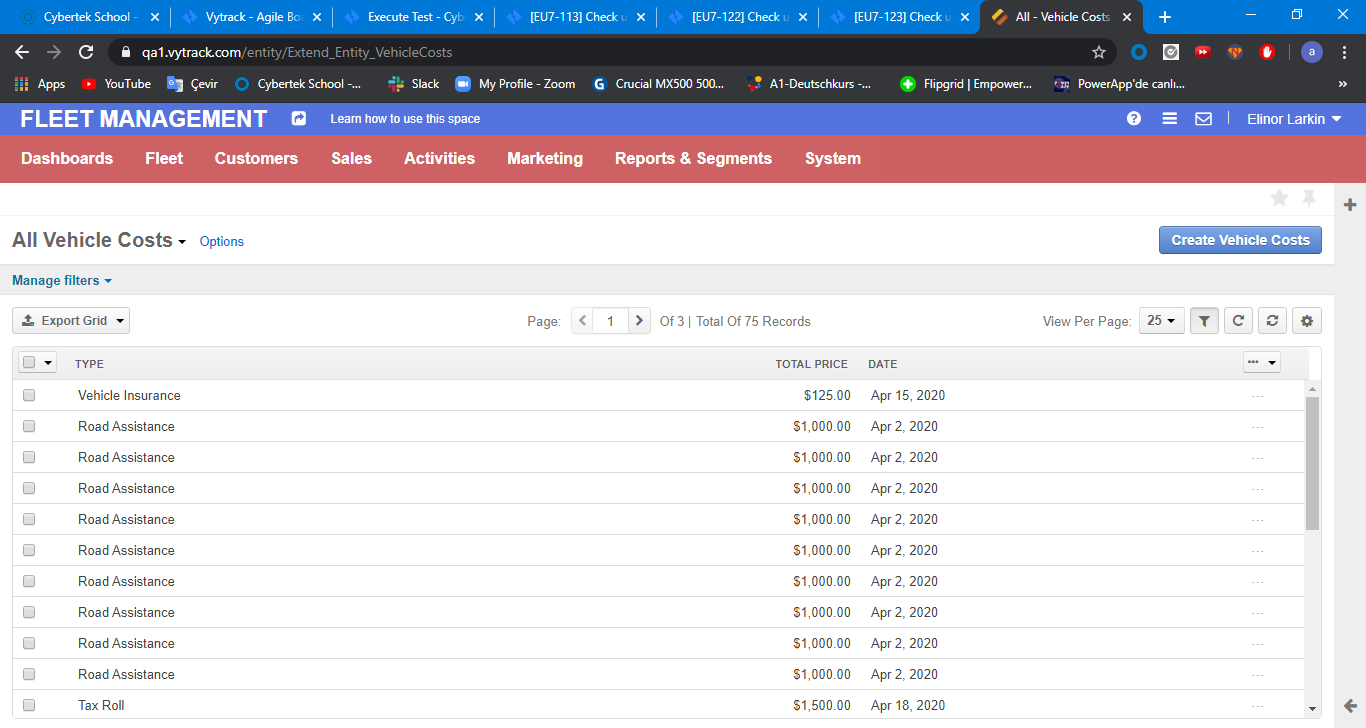 Cybertek School - Vytrack - Agile Boa Execute Test - Cyb [EU7-113] Check u [EU7-122] Check u [EU7-123] Check u All - Vehicle Costs
qa1.vytrack.com/entity/Extend_Entity_VehicleCosts a
Apps YouTube Çevir Cybertek School -... Slack My Profile - Zoom Crucial MX500 500... A1-Deutschkurs -... Flipgrid | Empower... PowerApp'de canlı... »
FLEET MANAGEMENT Learn how to use this space ? Elinor Larkin
Dashboards Fleet Customers Sales Activities Marketing Reports & Segments System
All Vehicle Costs Options Create Vehicle Costs
Manage filters
Export Grid Page: 1 Of 3 | Total Of 75 Records View Per Page: 25
TYPE TOTAL PRICE DATE
Vehicle Insurance $125.00 Apr 15, 2020 ...
Road Assistance $1,000.00 Apr 2, 2020 ...
Road Assistance $1,000.00 Apr 2, 2020 ...
Road Assistance $1,000.00 Apr 2, 2020 ...
Road Assistance $1,000.00 Apr 2, 2020 ...
Road Assistance $1,000.00 Apr 2, 2020 ...
Road Assistance $1,000.00 Apr 2, 2020 ...
Road Assistance $1,000.00 Apr 2, 2020 ...
Road Assistance $1,000.00 Apr 2, 2020 ...
Road Assistance $1,000.00 Apr 2, 2020 ...
Tax Roll $1,500.00 Apr 18, 2020 ...